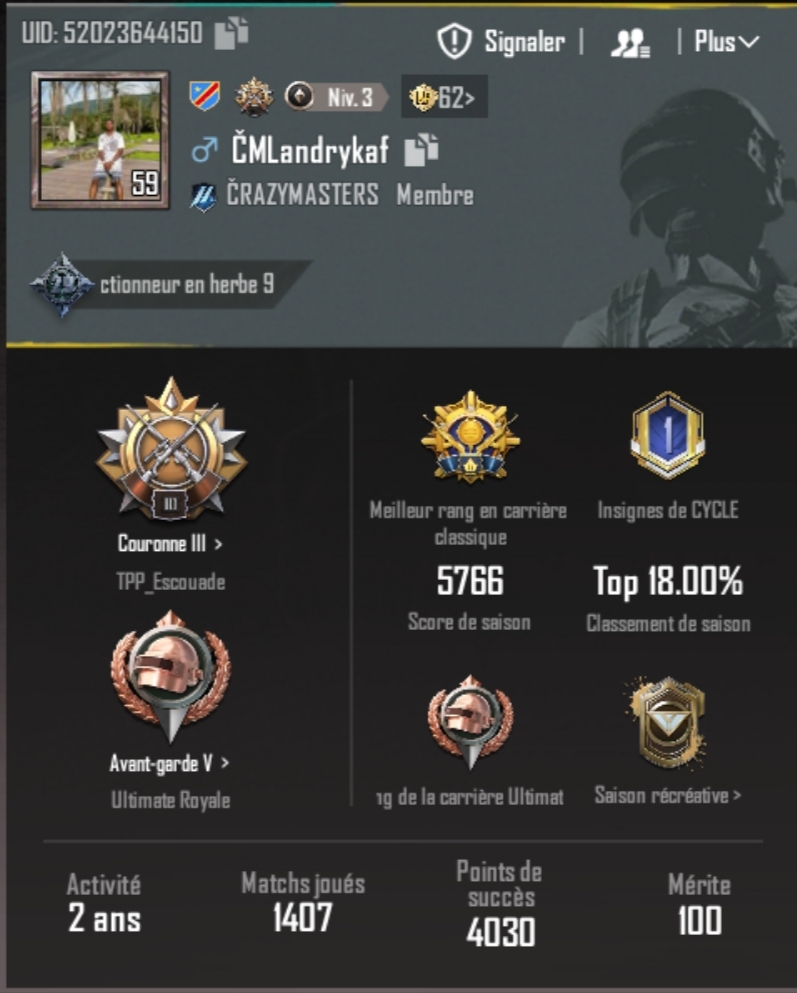 UID: 52023644150
Signaler
Plus
Niv. 3
62>
59
ČMLandrykaf
ČRAZYMASTERS Membre
ctionneur en herbe 9
III
Couronne III >
TPP_Escouade
1
Meilleur rang en carrière
classique
Insignes de CYCLE
5766
Score de saison
Top 18.00%
Classement de saison
Avant-garde V >
Ultimate Royale
ng de la carrière Ultimat
Saison récréative >
Activité
2 ans
Matchs joués
1407
Points de
succès
4030
Mérite
100